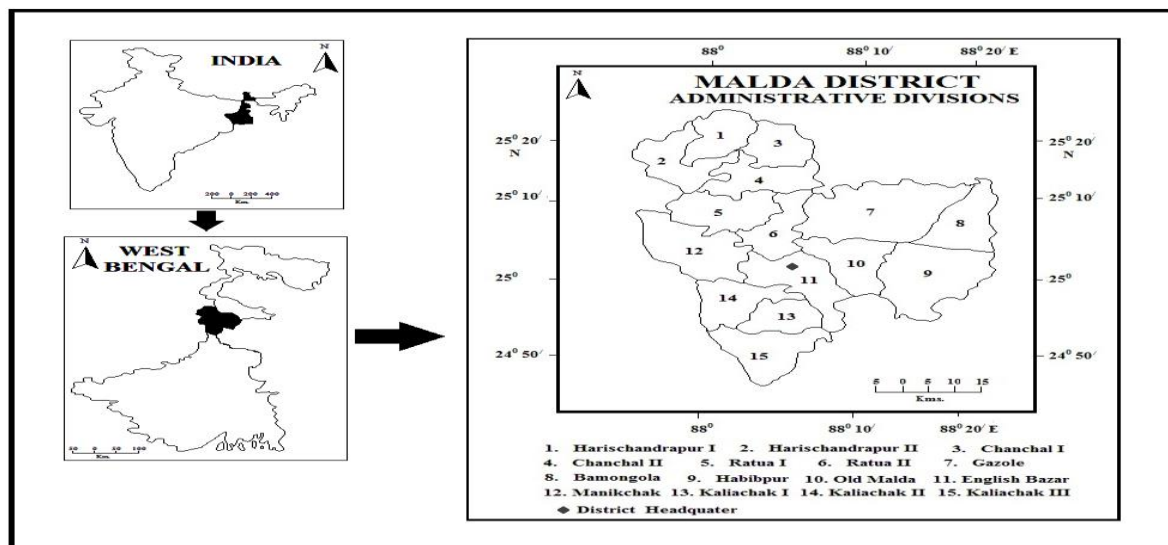 N
INDIA
200 0 200 400
Km.
N
WEST
BENGAL
50 0 50 100
Km.
88⁰ 88⁰ 10′ 88⁰ 20′ E
N
MALDA DISTRICT
ADMINISTRATIVE DIVISIONS
25⁰ 20′
N
25⁰ 20′
25⁰ 10′
25⁰ 10′
25⁰
25⁰
24⁰ 50′
24⁰ 50′
1
3
2
4
5
7
8
6
12
10
9
11
14
13
15
5 0 5 10 15
Kms.
88⁰ 88⁰ 10′ 88⁰ 20′ E
1. Harischandrapur I 2. Harischandrapur II 3. Chanchal I
4. Chanchal II 5. Ratua I 6. Ratua II 7. Gazole
8. Bamongola 9. Habibpur 10. Old Malda 11. English Bazar
12. Manikchak 13. Kaliachak I 14. Kaliachak II 15. Kaliachak III
◆ District Headquater